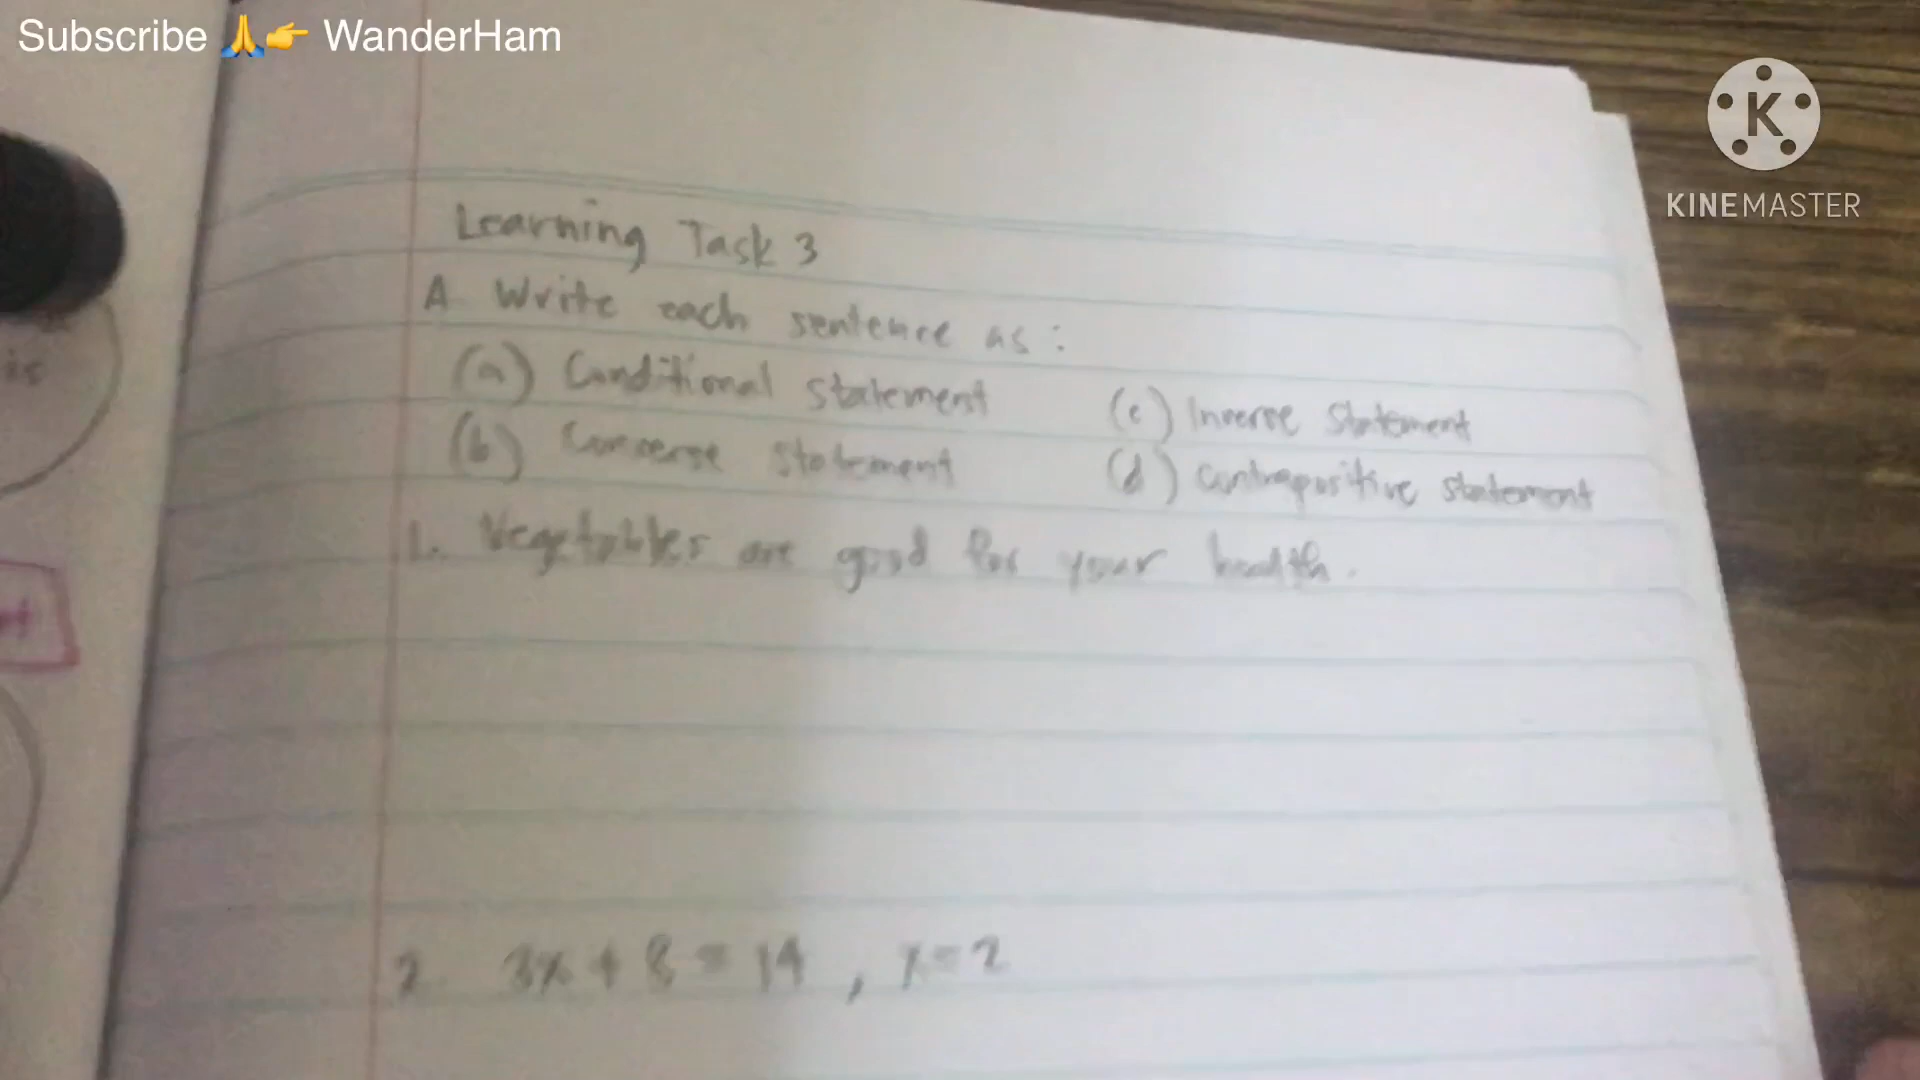 Subscribe 🙏👉 WanderHam
KINEMASTER
is
Learning Task 3
A. Write each sentence as:
(a) Conditional statement
(b) Converse statement
(c) Inverse Statement
(d) Contrapositive statement
1. Vegetables are good for your health.
2. 3x + 8 = 14, x = 2